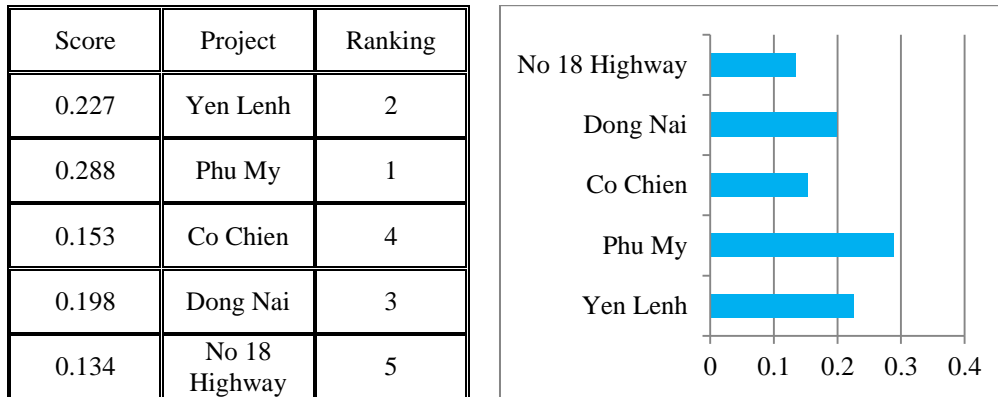 Score Project Ranking
0.227 Yen Lenh 2
0.288 Phu My 1
0.153 Co Chien 4
0.198 Dong Nai 3
0.134 No 18 Highway 5
No 18 Highway
Dong Nai
Co Chien
Phu My
Yen Lenh
0 0.1 0.2 0.3 0.4